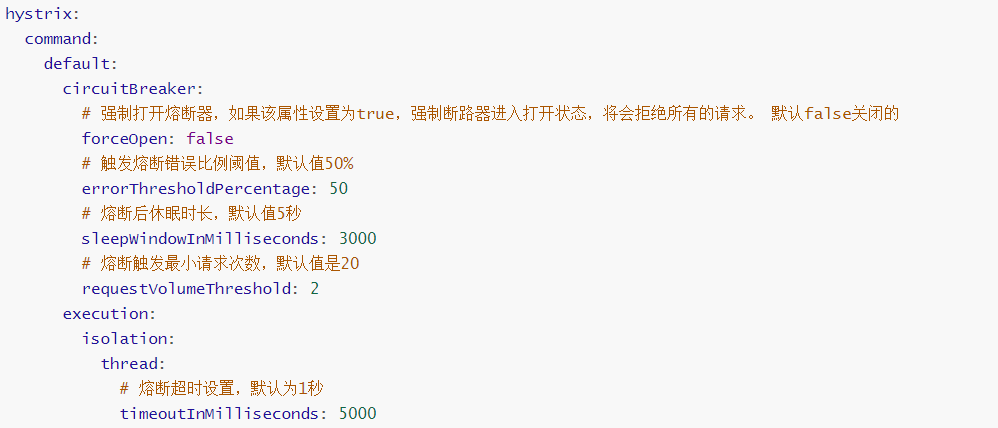 hystrix:
  command:
    default:
      circuitBreaker:
        # 强制打开熔断器，如果该属性设置为true，强制断路器进入打开状态，将会拒绝所有的请求。 默认false关闭的
        forceOpen: false
        # 触发熔断错误比例阈值，默认值50%
        errorThresholdPercentage: 50
        # 熔断后休眠时长，默认值5秒
        sleepWindowInMilliseconds: 3000
        # 熔断触发最小请求次数，默认值是20
        requestVolumeThreshold: 2
      execution:
        isolation:
          thread:
            # 熔断超时设置，默认为1秒
            timeoutInMilliseconds: 5000